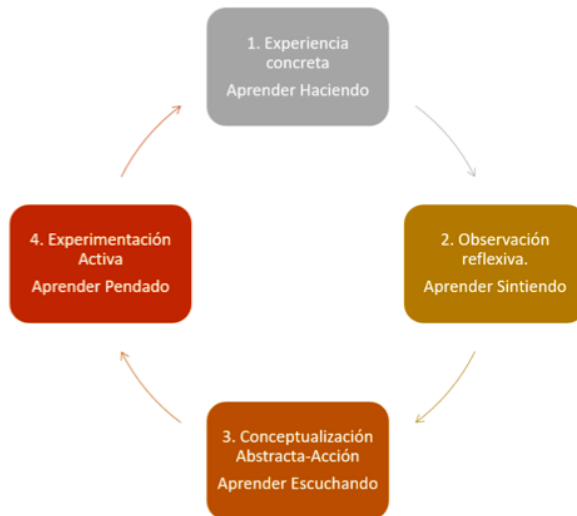 1. Experiencia
concreta
Aprender Haciendo
2. Observación
reflexiva.
Aprender Sintiendo
3. Conceptualización
Abstracta-Acción
Aprender Escuchando
4. Experimentación
Activa
Aprender Pendado